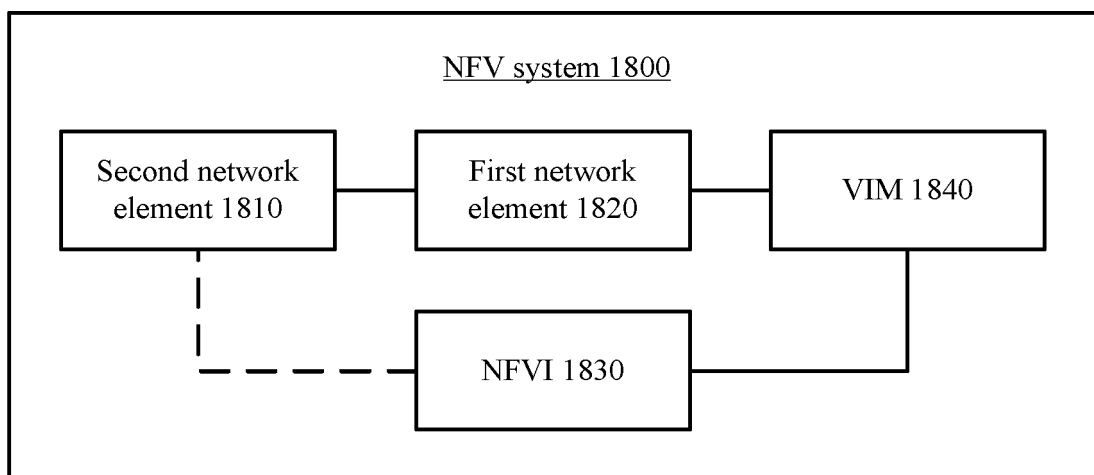 NFV system 1800
Second network
element 1810
First network
element 1820
VIM 1840
NFVI 1830